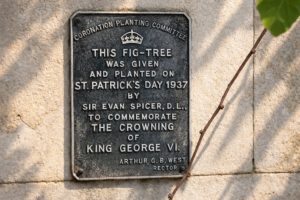 CORONATION PLANTING COMMITTEE
THIS FIG-TREE
WAS GIVEN
AND PLANTED ON
ST. PATRICK'S DAY 1937
BY
SIR EVAN SPICER, D.L.,
TO COMMEMORATE
THE CROWNING
OF
KING GEORGE VI.
ARTHUR G.B. WEST
RECTOR